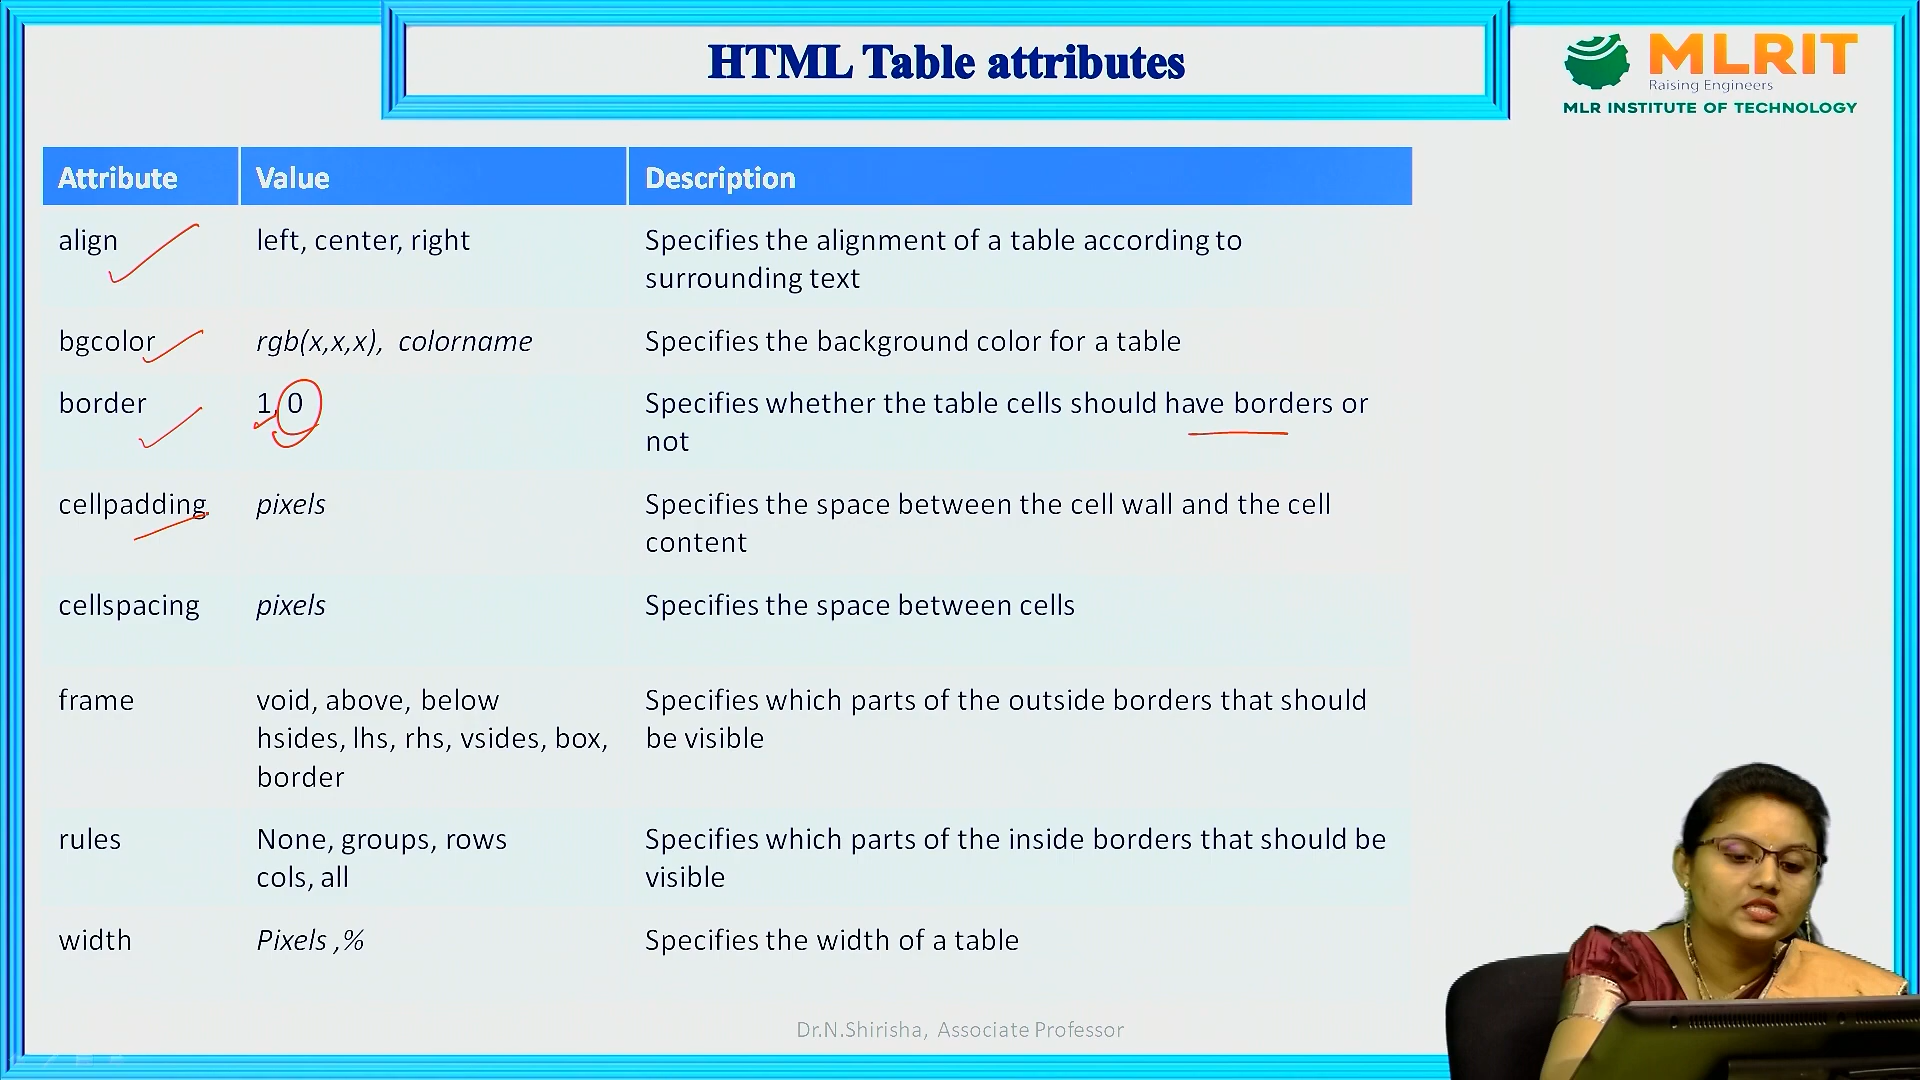 HTML Table attributes
MLRIT
Raising Engineers
MLR INSTITUTE OF TECHNOLOGY
Attribute Value Description
align left, center, right Specifies the alignment of a table according to
surrounding text
bgcolor rgb(x,x,x), colorname Specifies the background color for a table
border 1, 0 Specifies whether the table cells should have borders or
not
cellpadding pixels Specifies the space between the cell wall and the cell
content
cellspacing pixels Specifies the space between cells
frame void, above, below Specifies which parts of the outside borders that should
hsides, lhs, rhs, vsides, box, be visible
border
rules None, groups, rows Specifies which parts of the inside borders that should be
cols, all visible
width Pixels ,% Specifies the width of a table
Dr.N.Shirisha, Associate Professor